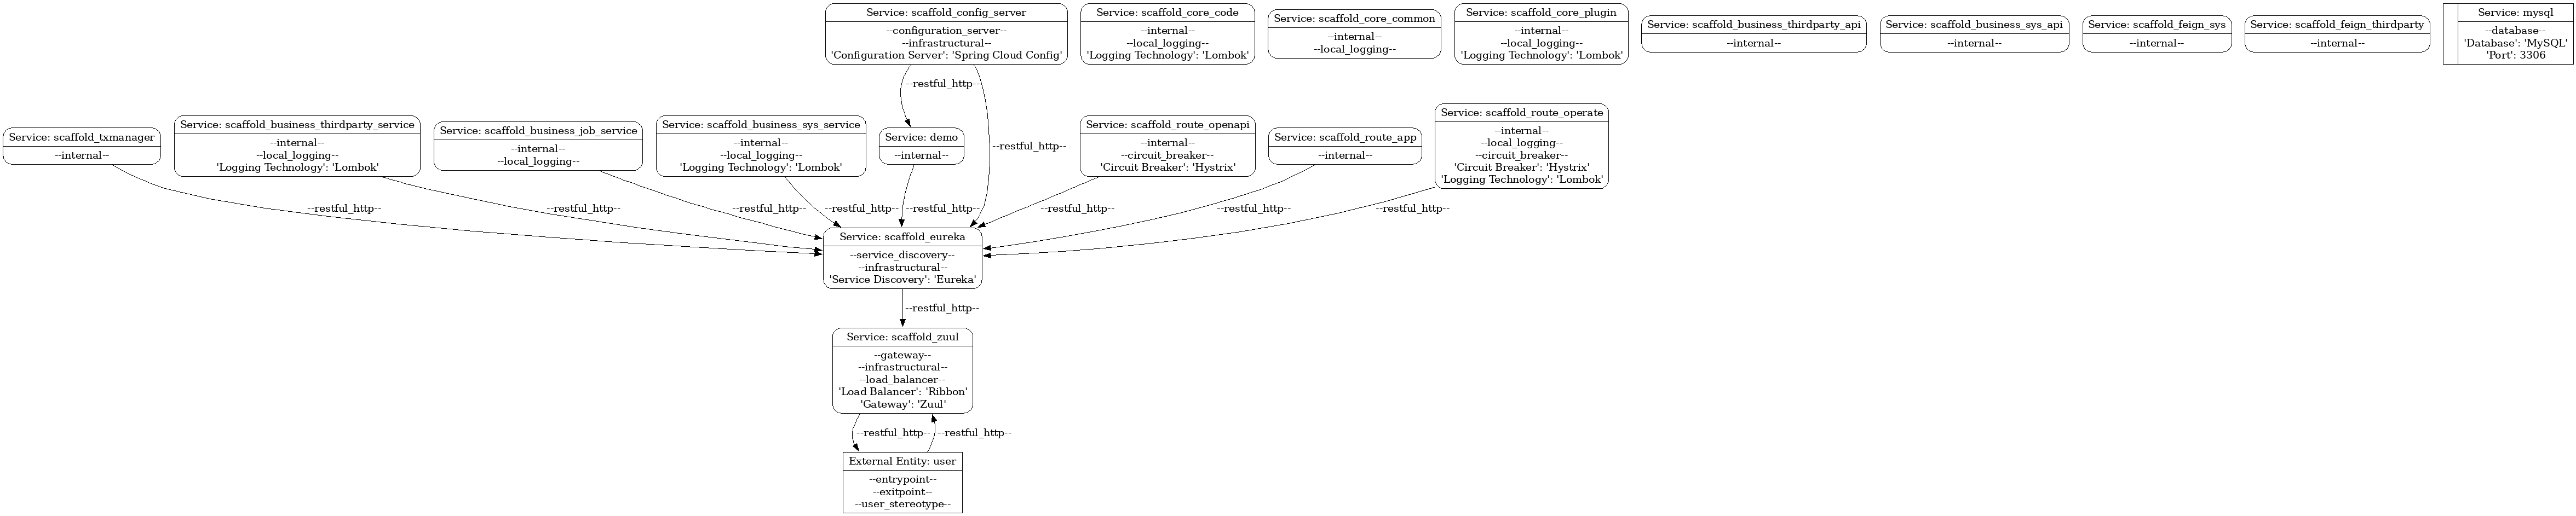 Service: scaffold_config_server
--configuration_server--
--infrastructural--
'Configuration Server': 'Spring Cloud Config'
Service: scaffold_core_code
--internal--
--local_logging--
'Logging Technology': 'Lombok'
Service: scaffold_core_common
--internal--
--local_logging--
Service: scaffold_core_plugin
--internal--
--local_logging--
'Logging Technology': 'Lombok'
Service: scaffold_business_thirdparty_api
--internal--
Service: scaffold_business_sys_api
--internal--
Service: scaffold_feign_sys
--internal--
Service: scaffold_feign_thirdparty
--internal--
Service: mysql
--database--
'Database': 'MySQL'
'Port': 3306
--restful_http--
--restful_http--
Service: scaffold_txmanager
--internal--
Service: scaffold_business_thirdparty_service
--internal--
--local_logging--
'Logging Technology': 'Lombok'
Service: scaffold_business_job_service
--internal--
--local_logging--
Service: scaffold_business_sys_service
--internal--
--local_logging--
'Logging Technology': 'Lombok'
Service: demo
--internal--
Service: scaffold_route_openapi
--internal--
--circuit_breaker--
'Circuit Breaker': 'Hystrix'
Service: scaffold_route_app
--internal--
Service: scaffold_route_operate
--internal--
--local_logging--
--circuit_breaker--
'Circuit Breaker': 'Hystrix'
'Logging Technology': 'Lombok'
--restful_http--
--restful_http--
--restful_http--
--restful_http--
--restful_http--
--restful_http--
--restful_http--
--restful_http--
Service: scaffold_eureka
--service_discovery--
--infrastructural--
'Service Discovery': 'Eureka'
--restful_http--
Service: scaffold_zuul
--gateway--
--infrastructural--
--load_balancer--
'Load Balancer': 'Ribbon'
'Gateway': 'Zuul'
--restful_http--
--restful_http--
External Entity: user
--entrypoint--
--exitpoint--
--user_stereotype--